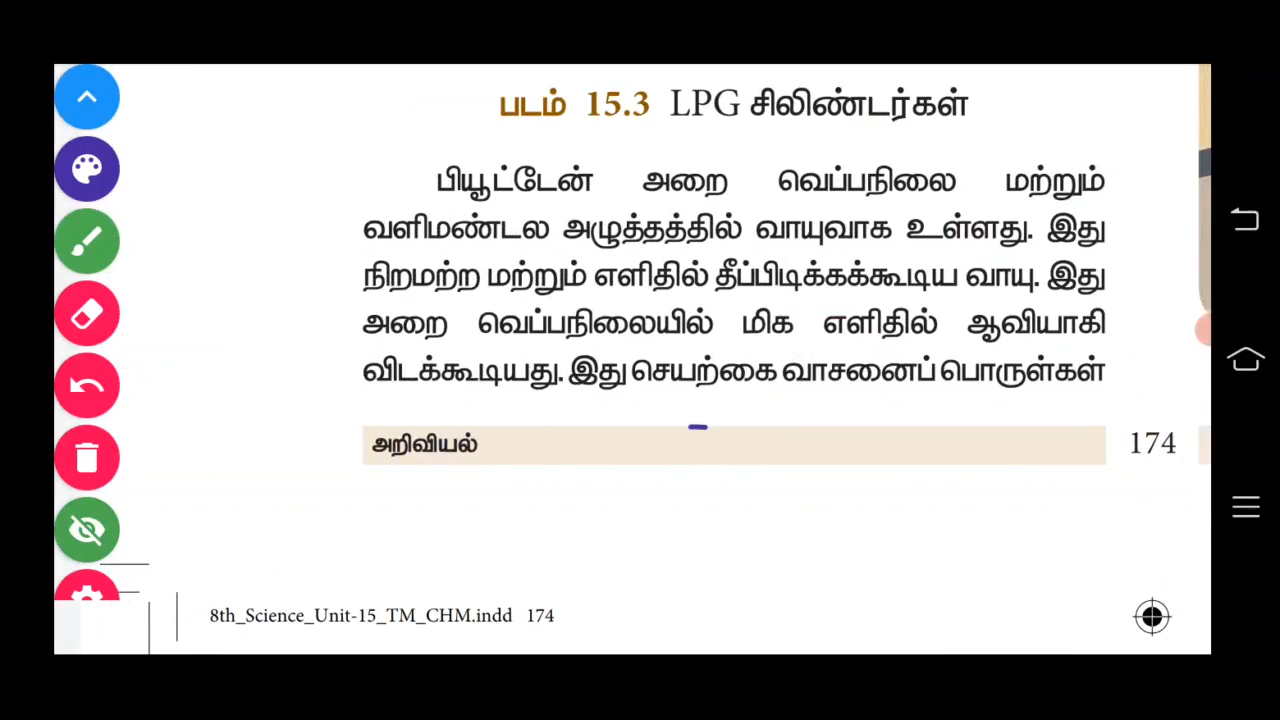 படம் 15.3 LPG சிலிண்டர்கள்
பியூட்டேன் அறை வெப்பநிலை மற்றும்
வளிமண்டல அழுத்தத்தில் வாயுவாக உள்ளது. இது
நிறமற்ற மற்றும் எளிதில் தீப்பிடிக்கக்கூடிய வாயு. இது
அறை வெப்பநிலையில் மிக எளிதில் ஆவியாகி
விடக்கூடியது. இது செயற்கை வாசனைப் பொருள்கள்
அறிவியல் 174
8th_Science_Unit-15_TM_CHM.indd 174